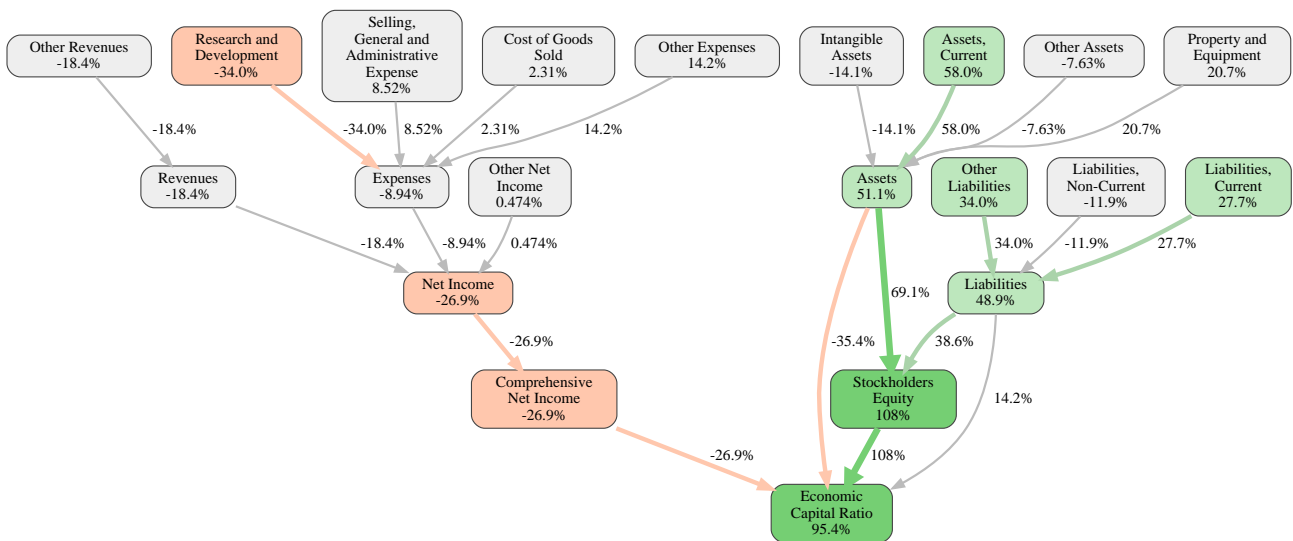 Other Revenues
-18.4%
Research and
Development
-34.0%
Selling,
General and
Administrative
Expense
8.52%
Cost of Goods
Sold
2.31%
Other Expenses
14.2%
Intangible
Assets
-14.1%
Assets,
Current
58.0%
Other Assets
-7.63%
Property and
Equipment
20.7%
-18.4%
-34.0%
8.52%
2.31%
14.2%
-14.1%
58.0%
-7.63%
20.7%
Revenues
-18.4%
Expenses
-8.94%
Other Net
Income
0.474%
Assets
51.1%
Other
Liabilities
34.0%
Liabilities,
Non-Current
-11.9%
Liabilities,
Current
27.7%
-18.4%
-8.94%
0.474%
34.0%
-11.9%
27.7%
Net Income
-26.9%
69.1%
Liabilities
48.9%
-26.9%
-35.4%
38.6%
Comprehensive
Net Income
-26.9%
Stockholders
Equity
108%
14.2%
-26.9%
108%
Economic
Capital Ratio
95.4%